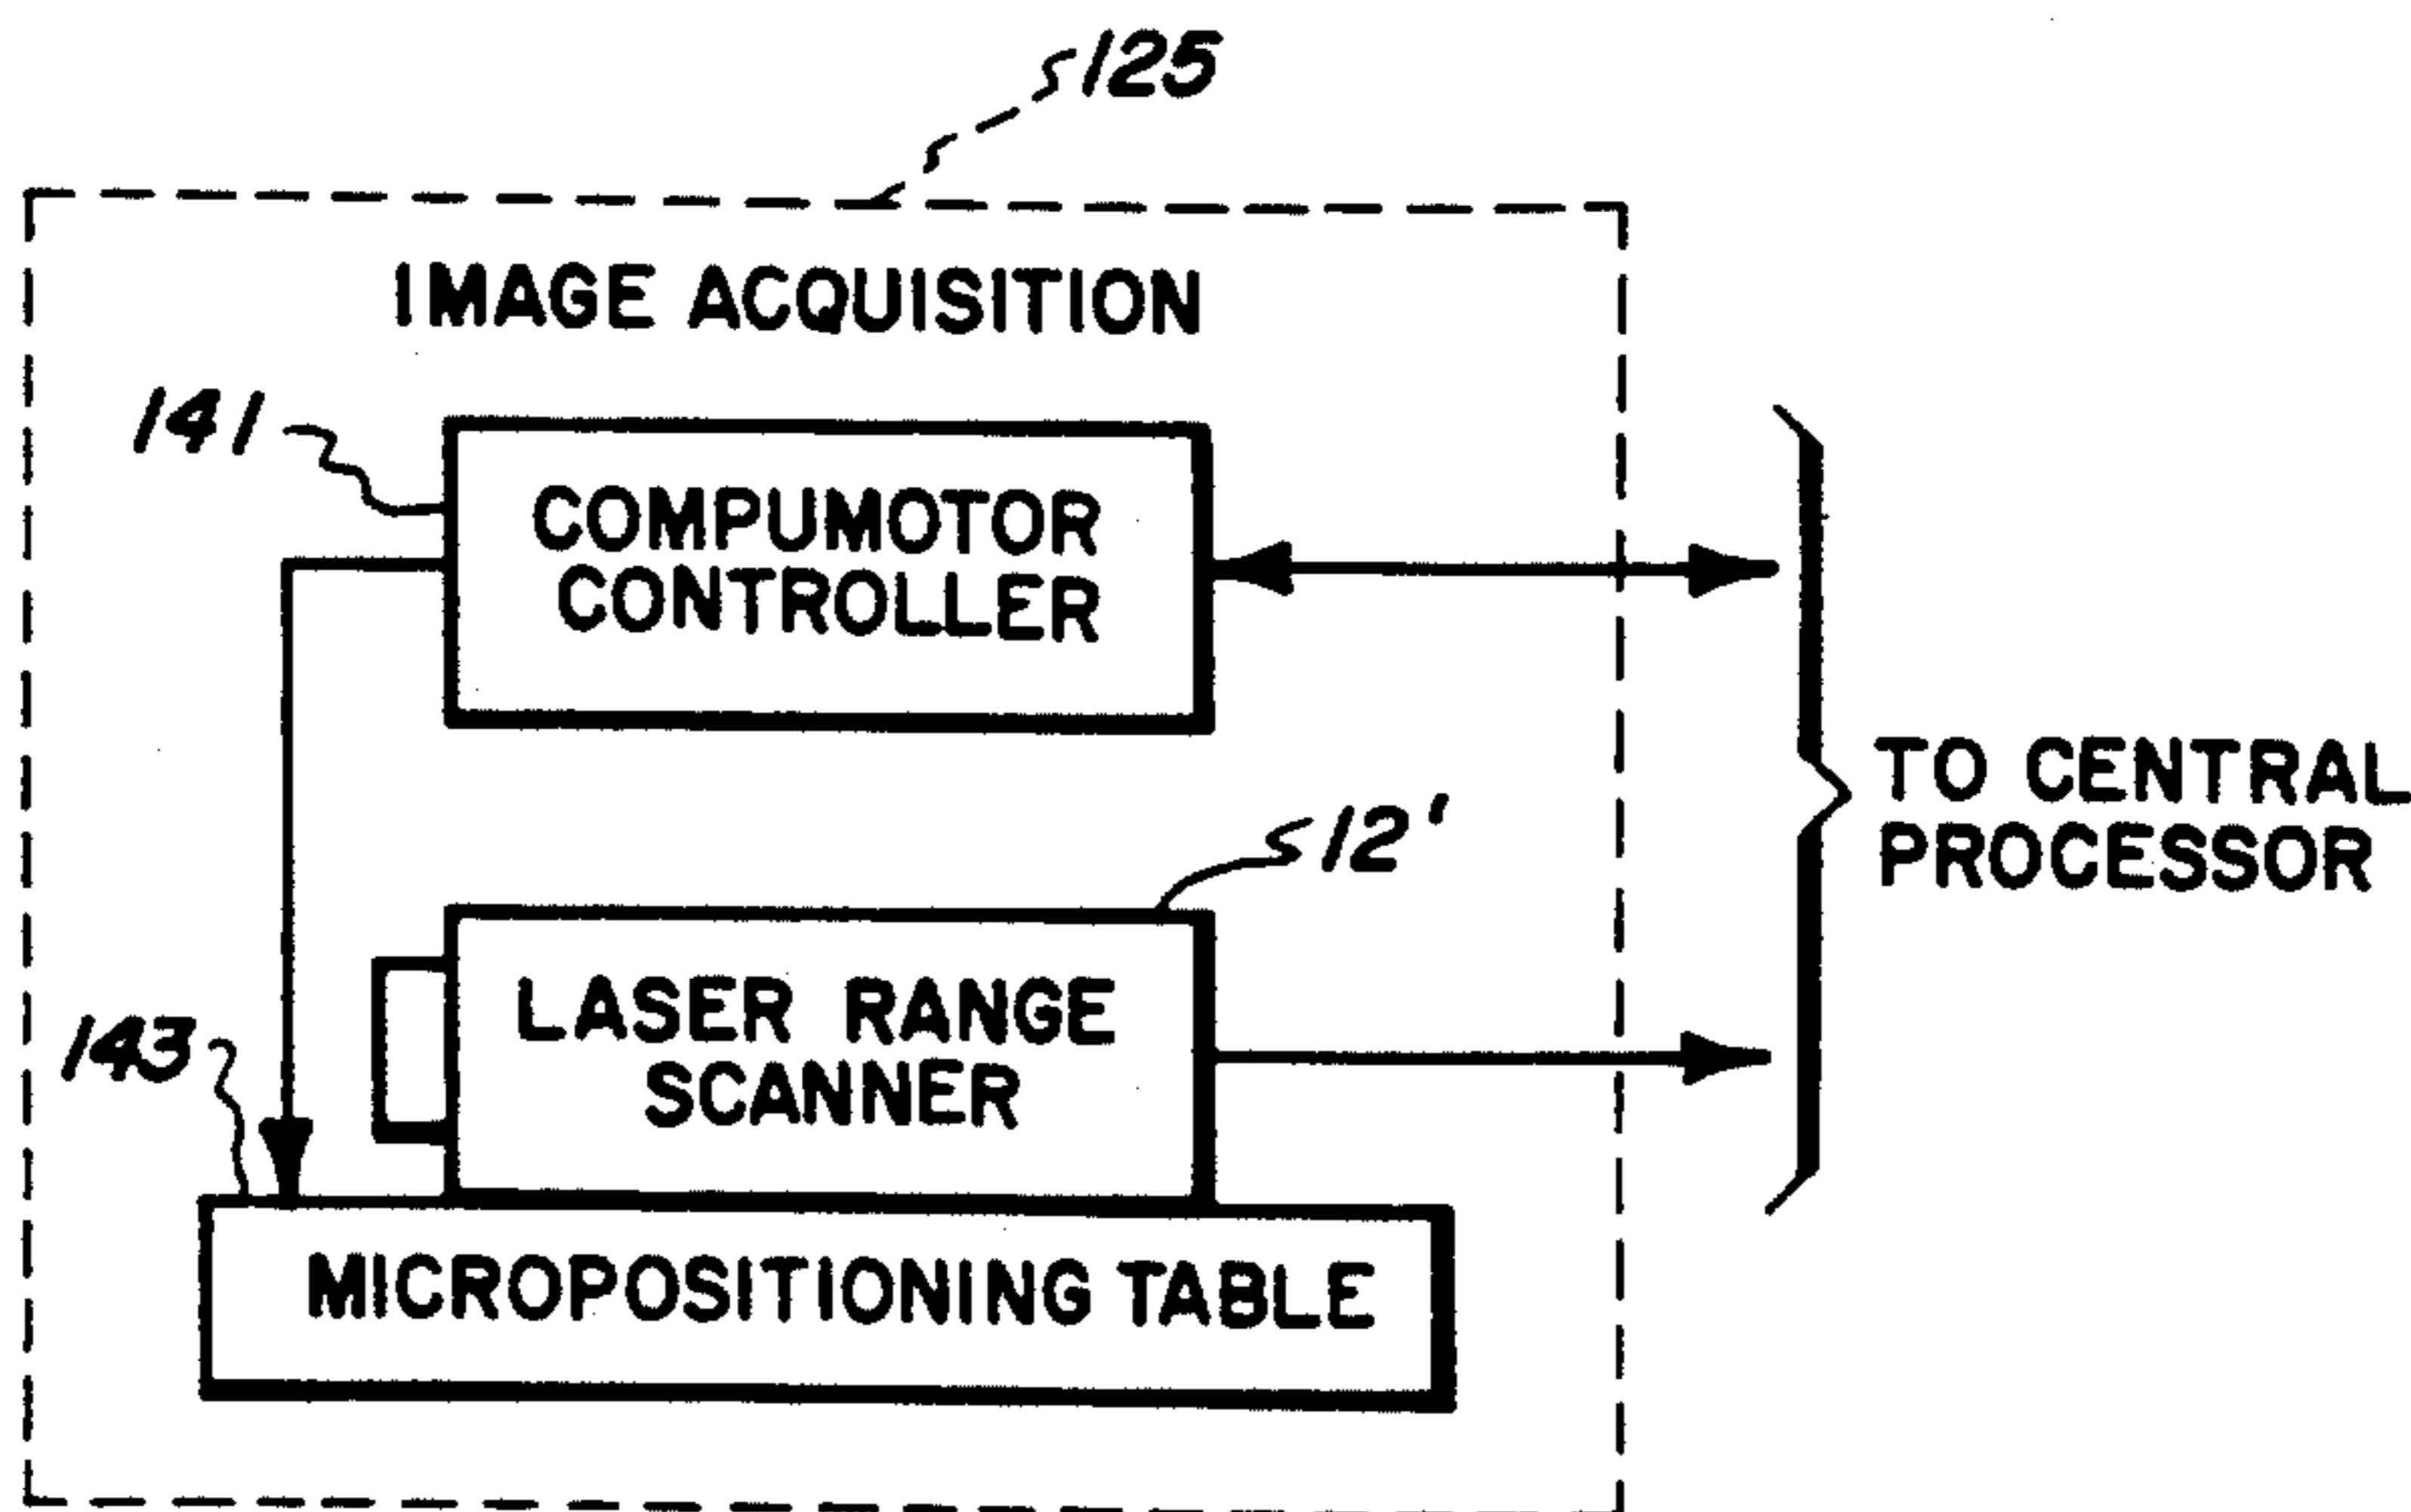 125
IMAGE ACQUISITION
141
COMPUMOTOR
CONTROLLER
TO CENTRAL
PROCESSOR
12'
LASER RANGE
SCANNER
143
MICROPOSITIONING TABLE